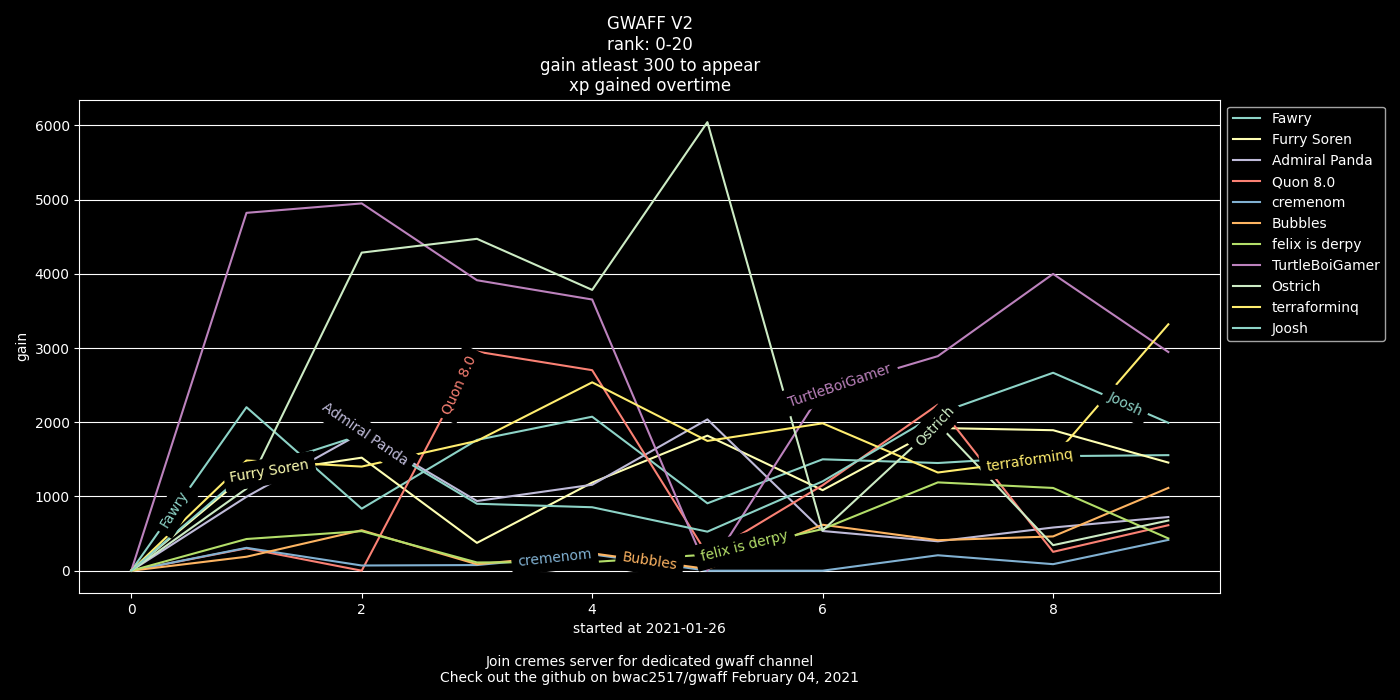 GWAFF V2
rank: 0-20
gain atleast 300 to appear
xp gained overtime
gain
6000
5000
4000
3000
2000
1000
0
0 2 4 6 8
Fawry
Furry Soren
Admiral Panda
Quon 8.0
cremenom
Bubbles
felix is derpy
TurtleBoiGamer
Ostrich
terraforminq
Joosh
Fawry
Furry Soren
Admiral Panda
Quon 8.0
cremenom
Bubbles
felix is derpy
TurtleBoiGamer
Ostrich
terraforminq
Joosh
started at 2021-01-26
Join cremes server for dedicated gwaff channel
Check out the github on bwac2517/gwaff February 04, 2021